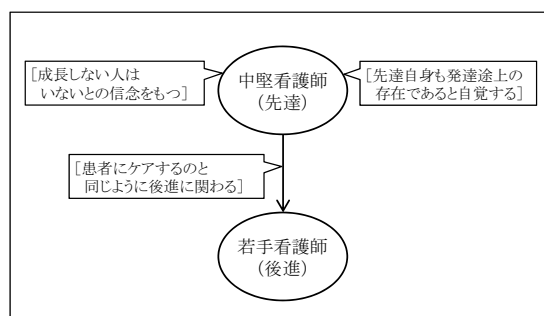 [成長しない人は
いないとの信念をもつ]
中堅看護師
(先達)
[先達自身も発達途上の
存在であると自覚する]
[患者にケアするのと
同じように後進に関わる]
若手看護師
(後進)